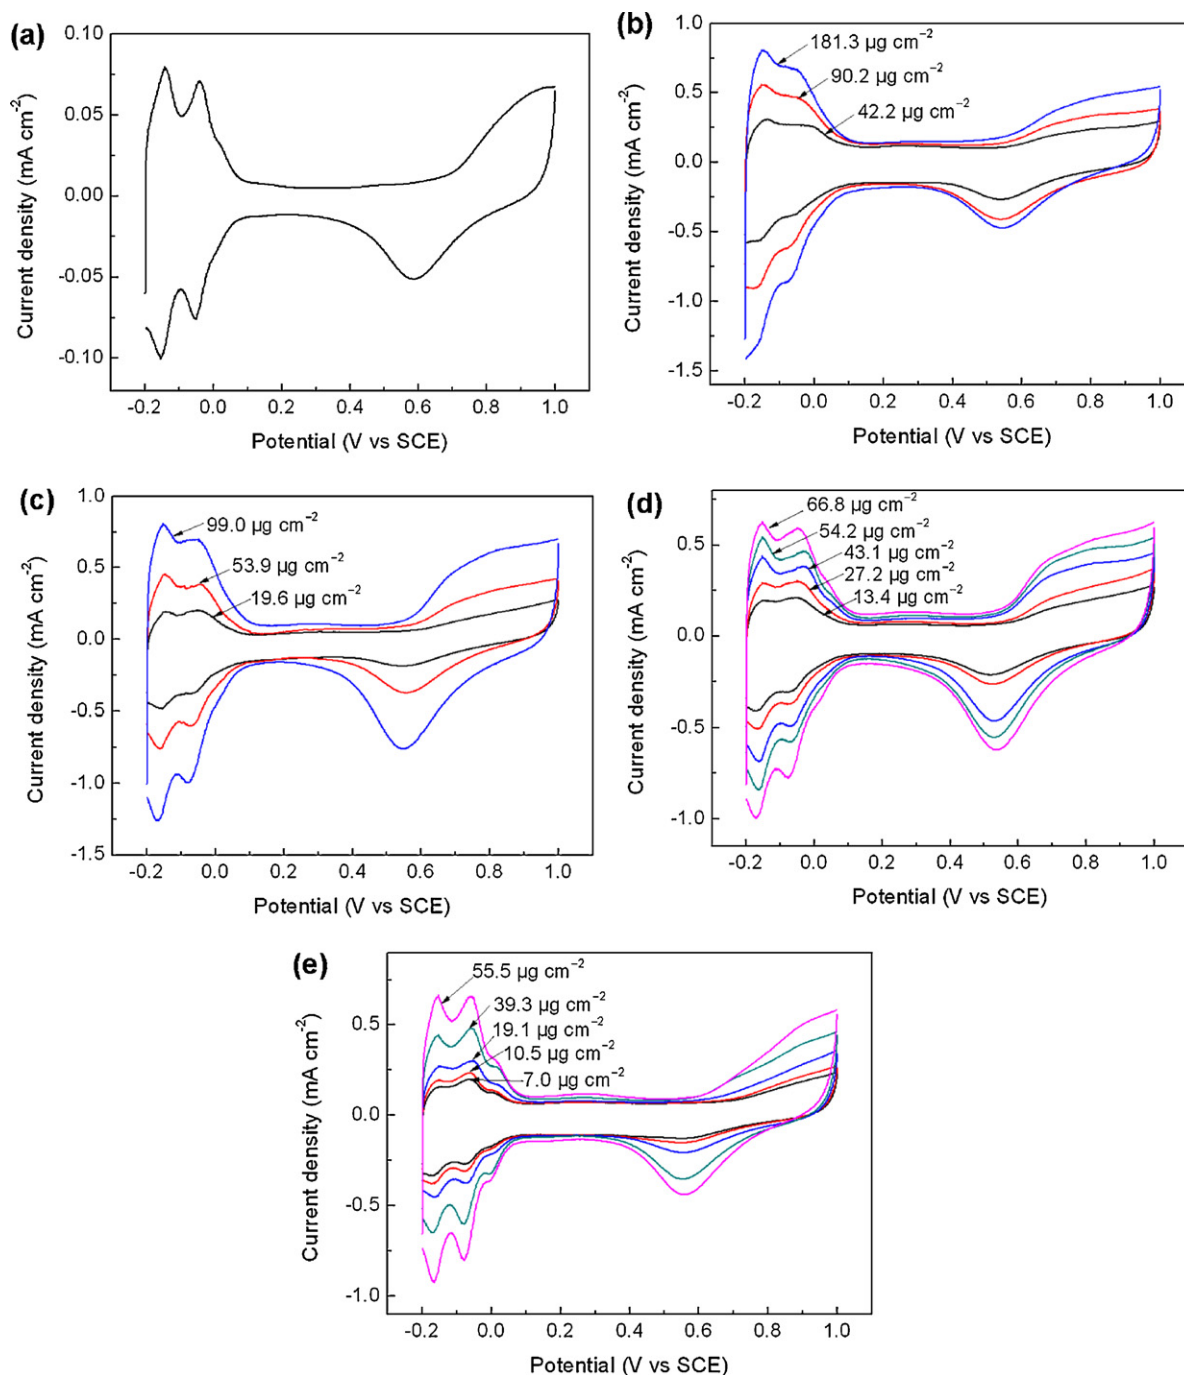 (a)
0.10
0.05
0.00
-0.05
-0.10
Current density (mA cm⁻²)
-0.2 0.0 0.2 0.4 0.6 0.8 1.0
Potential (V vs SCE)
(b)
1.0
0.5
0.0
-0.5
-1.0
-1.5
Current density (mA cm⁻²)
181.3 µg cm⁻²
90.2 µg cm⁻²
42.2 µg cm⁻²
-0.2 0.0 0.2 0.4 0.6 0.8 1.0
Potential (V vs SCE)
(c)
1.0
0.5
0.0
-0.5
-1.0
-1.5
Current density (mA cm⁻²)
99.0 µg cm⁻²
53.9 µg cm⁻²
19.6 µg cm⁻²
-0.2 0.0 0.2 0.4 0.6 0.8 1.0
Potential (V vs SCE)
(d)
0.5
0.0
-0.5
-1.0
Current density (mA cm⁻²)
66.8 µg cm⁻²
54.2 µg cm⁻²
43.1 µg cm⁻²
27.2 µg cm⁻²
13.4 µg cm⁻²
-0.2 0.0 0.2 0.4 0.6 0.8 1.0
Potential (V vs SCE)
(e)
0.5
0.0
-0.5
-1.0
Current density (mA cm⁻²)
55.5 µg cm⁻²
39.3 µg cm⁻²
19.1 µg cm⁻²
10.5 µg cm⁻²
7.0 µg cm⁻²
-0.2 0.0 0.2 0.4 0.6 0.8 1.0
Potential (V vs SCE)